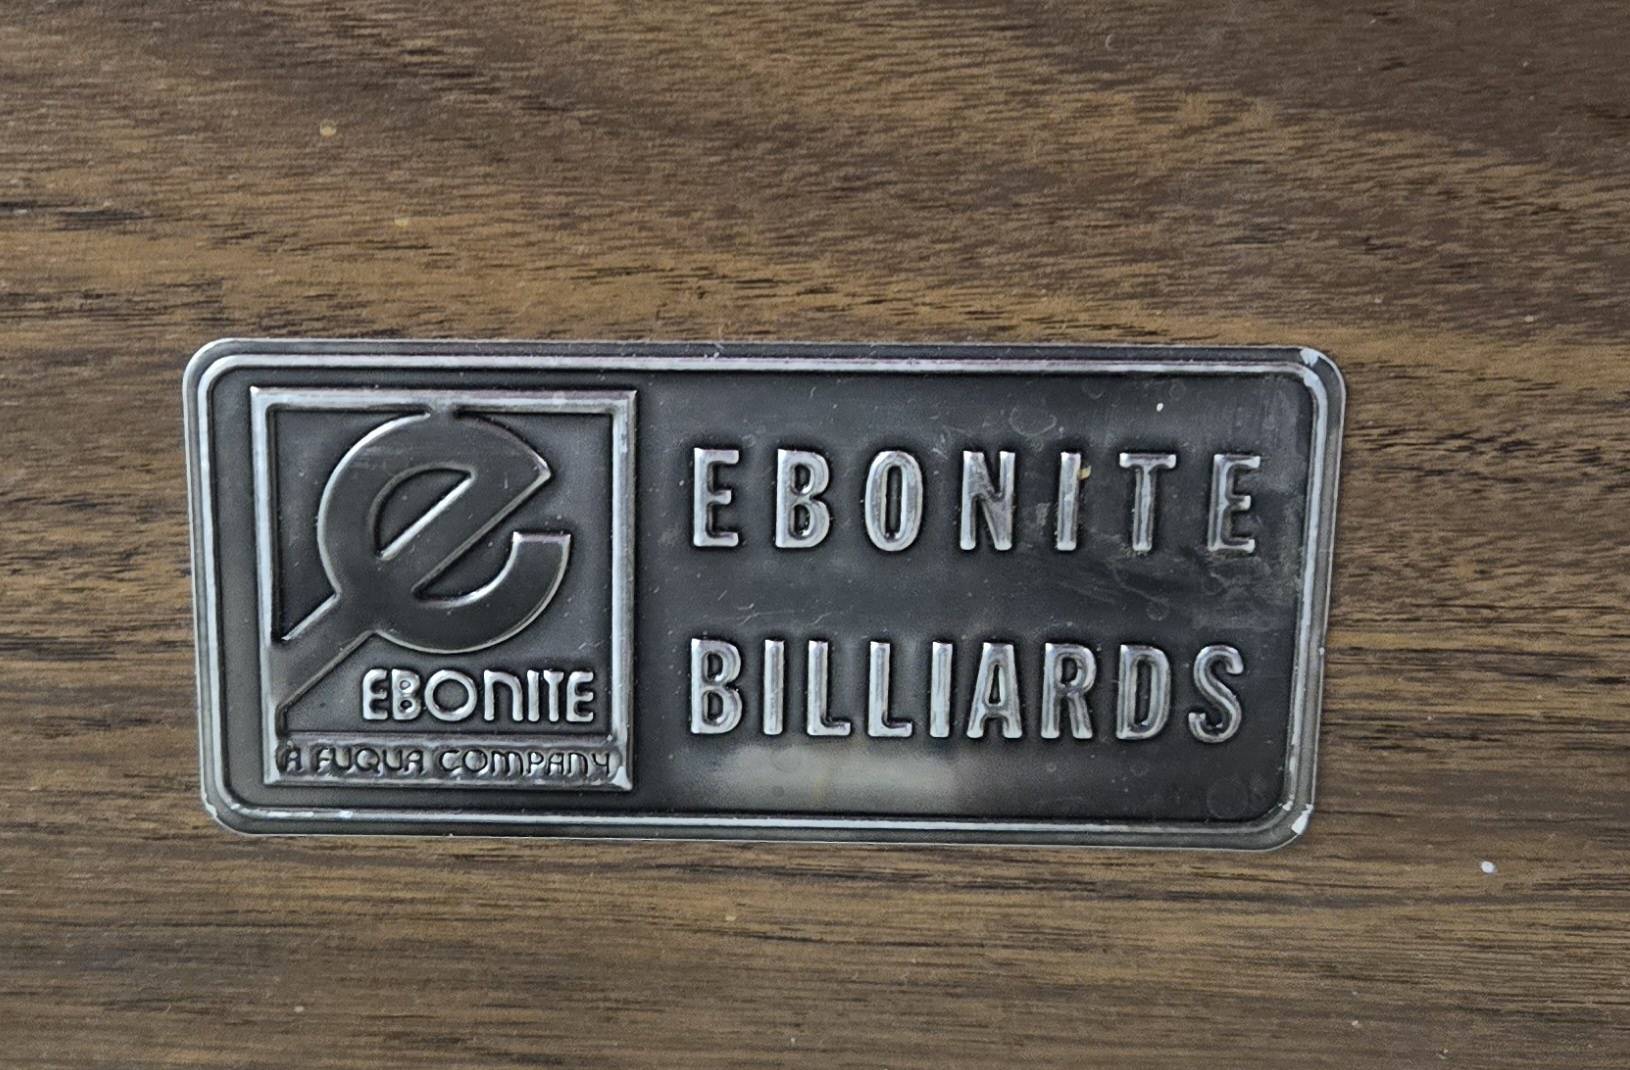 EBONITE
A FUQUA COMPANY
EBONITE
BILLIARDS